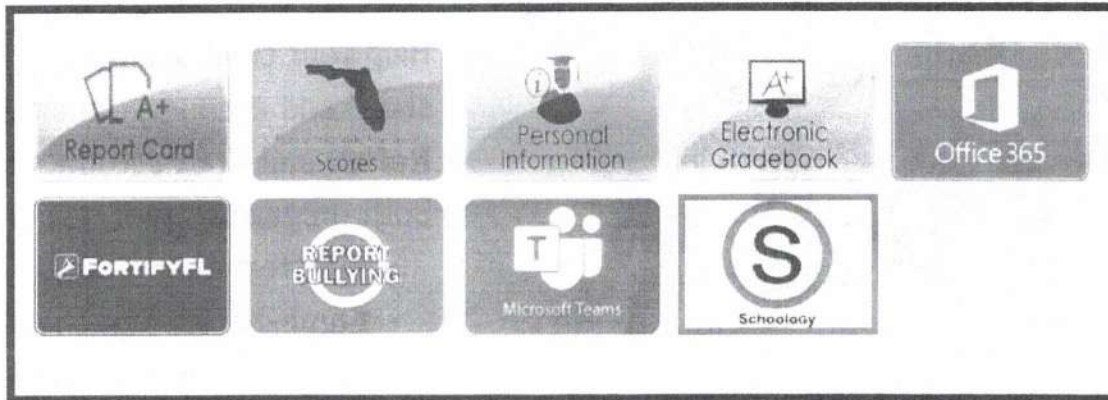 A+
Report Card
Scores
i
Personal
Information
A+
Electronic
Gradebook
Office 365
FORTIFYFL
REPORT
BULLYING
T
Microsoft Teams
S
Schoology